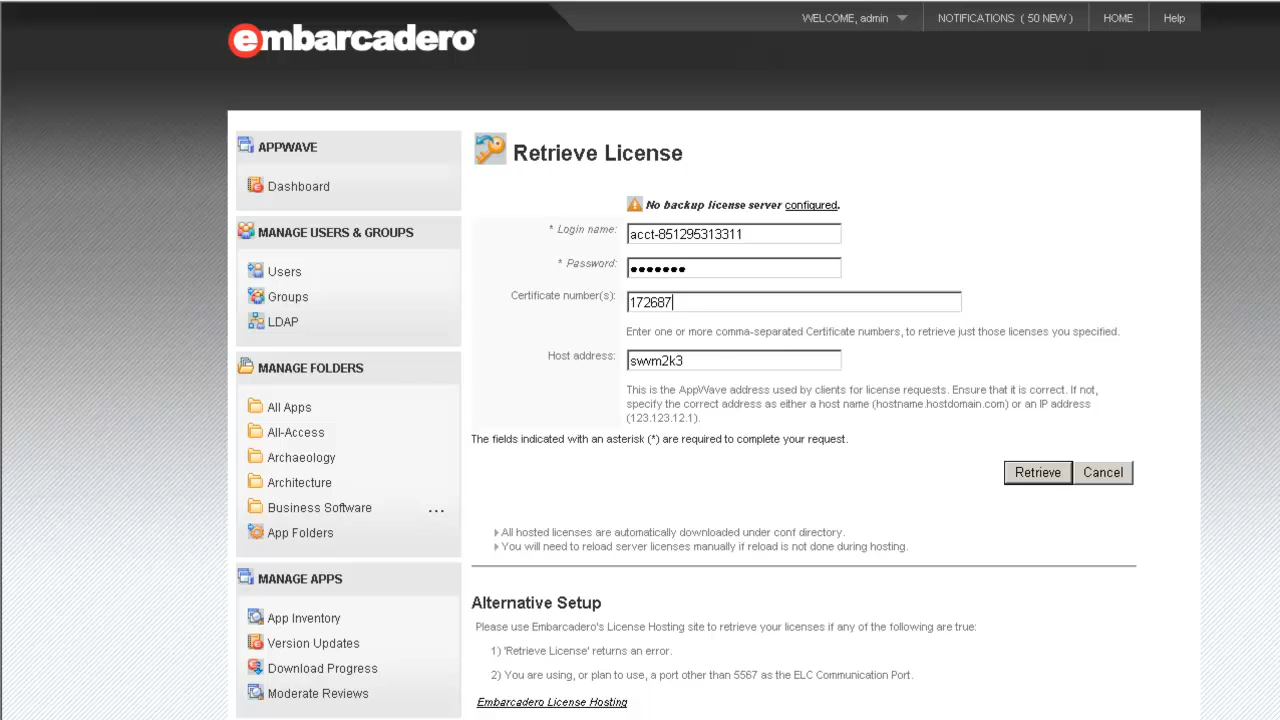 WELCOME, admin
NOTIFICATIONS ( 50 NEW )
HOME
Help
embarcadero
APPWAVE
Dashboard
MANAGE USERS & GROUPS
Users
Groups
LDAP
MANAGE FOLDERS
All Apps
All-Access
Archaeology
Architecture
Business Software ...
App Folders
MANAGE APPS
App Inventory
Version Updates
Download Progress
Moderate Reviews
Retrieve License
No backup license server configured.
* Login name: acct-851295313311
* Password: ●●●●●●●
Certificate number(s): 172687
Enter one or more comma-separated Certificate numbers, to retrieve just those licenses you specified.
Host address: swvm2k3
This is the AppWave address used by clients for license requests. Ensure that it is correct. If not,
specify the correct address as either a host name (hostname.hostdomain.com) or an IP address
(123.123.12.1).
The fields indicated with an asterisk (*) are required to complete your request.
Retrieve Cancel
All hosted licenses are automatically downloaded under conf directory.
You will need to reload server licenses manually if reload is not done during hosting.
Alternative Setup
Please use Embarcadero's License Hosting site to retrieve your licenses if any of the following are true:
1) 'Retrieve License' returns an error.
2) You are using, or plan to use, a port other than 5567 as the ELC Communication Port.
Embarcadero License Hosting